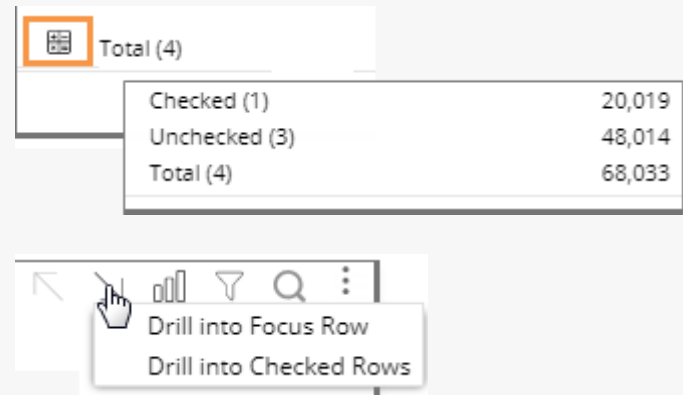 Total (4)
Checked (1) 20,019
Unchecked (3) 48,014
Total (4) 68,033
Drill into Focus Row
Drill into Checked Rows